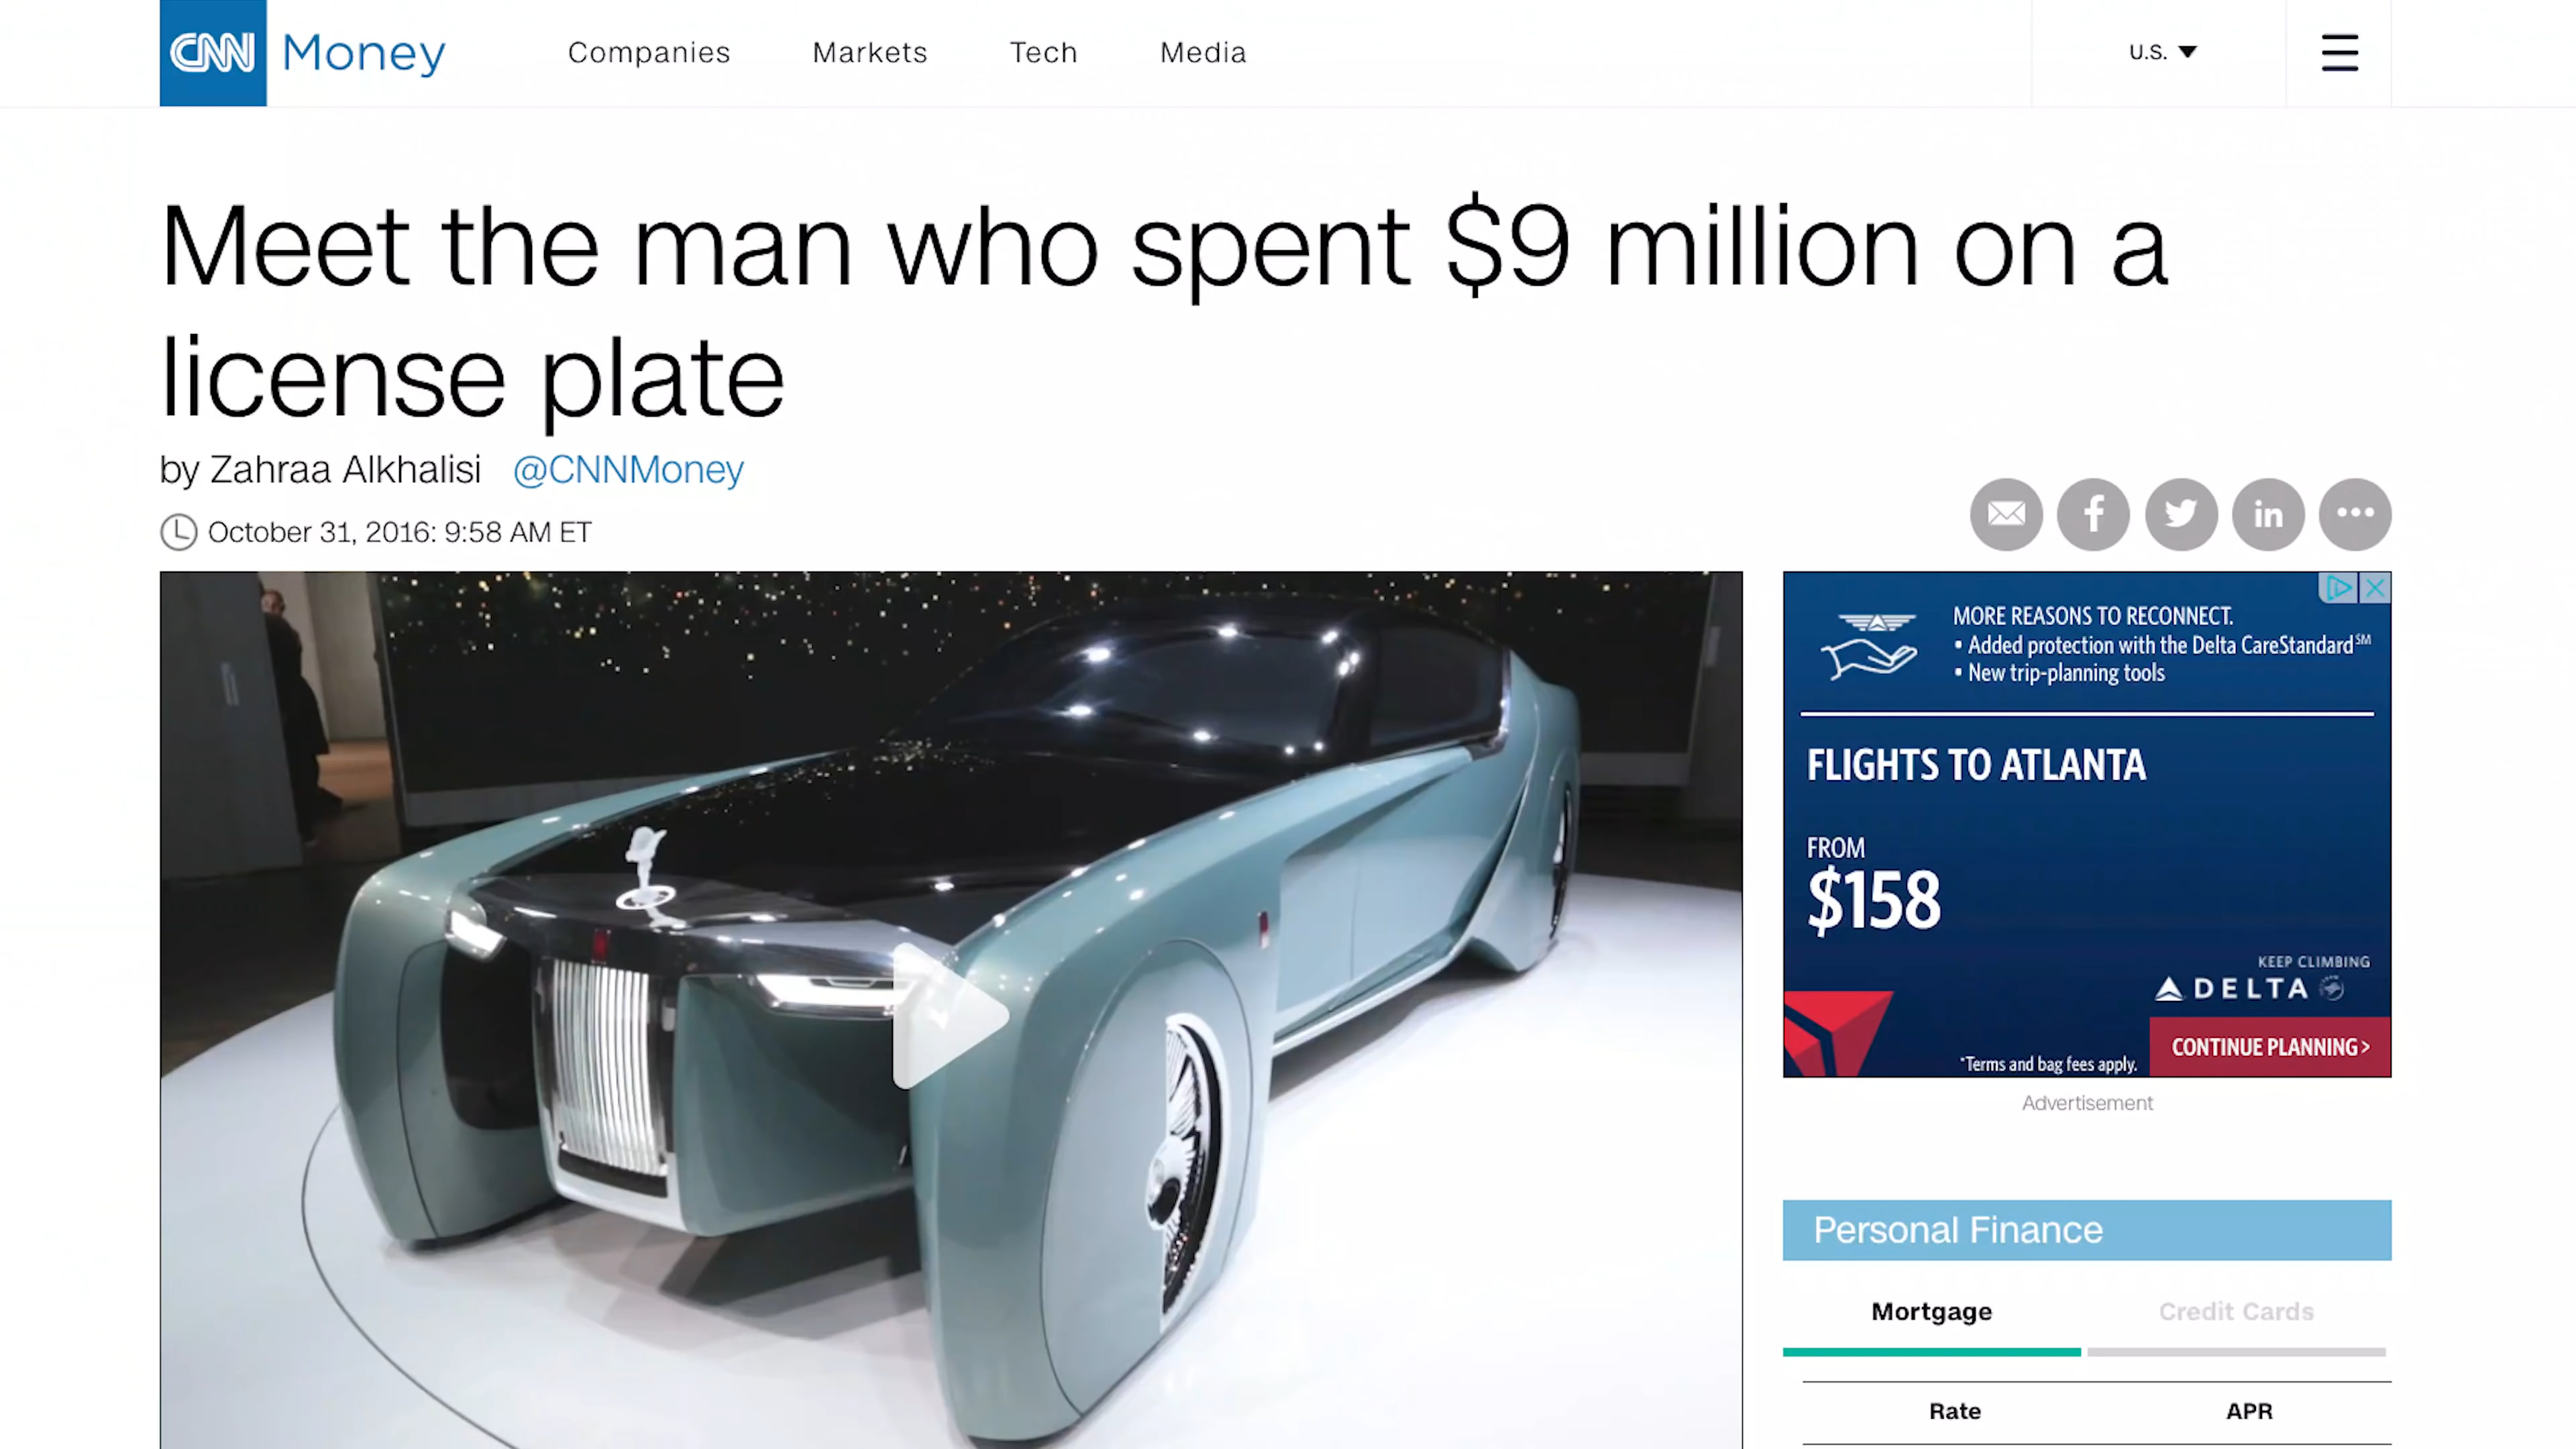 CNN Money Companies Markets Tech Media U.S.
Meet the man who spent $9 million on a
license plate
by Zahraa Alkhalisi @CNNMoney
October 31, 2016: 9:58 AM ET
MORE REASONS TO RECONNECT.
• Added protection with the Delta CareStandard℠
• New trip-planning tools
FLIGHTS TO ATLANTA
FROM
$158
KEEP CLIMBING
DELTA
CONTINUE PLANNING >
*Terms and bag fees apply.
Advertisement
Personal Finance
Mortgage Credit Cards
Rate APR